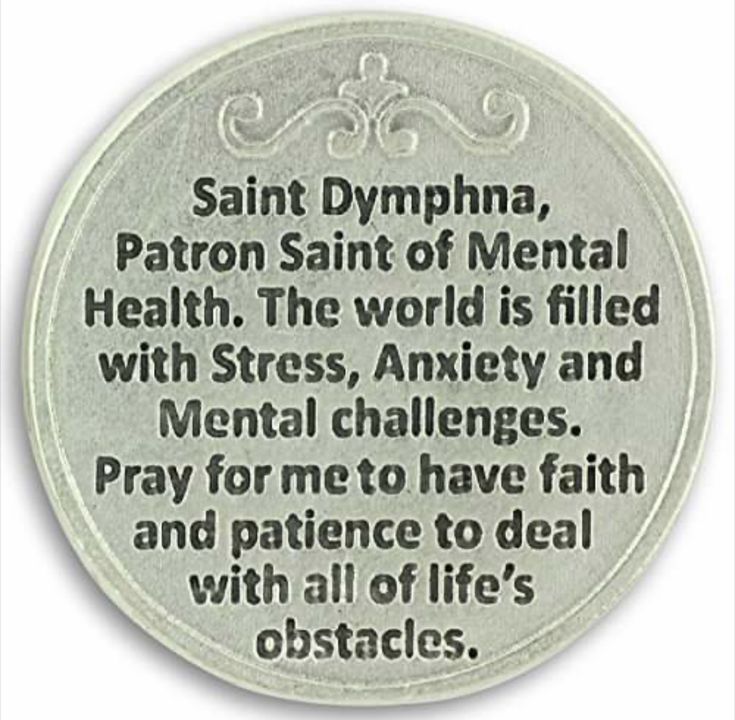 Saint Dymphna,
Patron Saint of Mental
Health. The world is filled
with Stress, Anxiety and
Mental challenges.
Pray for me to have faith
and patience to deal
with all of life's
obstacles.